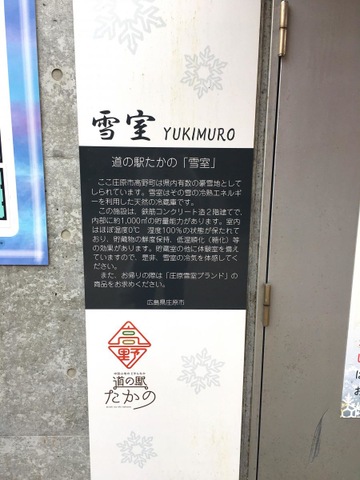 雪室 YUKIMURO
道の駅たかの「雪室」
ここ庄原市高野町は県内有数の豪雪地として
しられています。雪室はその雪の冷熱エネルギ
ーを利用した天然の冷蔵庫です。
この施設は、鉄筋コンクリート造2階建てで、
内部に約1,000㎡の貯量能力があります。室内
はほぼ温度0℃ 湿度100%の状態が保たれて
おり、貯蔵物の鮮度保持、低温順化(糖化)等
の効果があります。貯蔵室の他に体験室を備え
ていますので、是非、雪室の冷気を体感してくだ
さい。
また、お帰りの際は「庄原雪室ブランド」の
商品をお求めください。
広島県庄原市
高野
道の駅
たかの